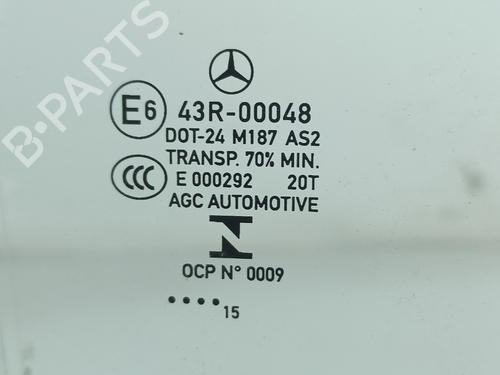 E6 43R-00048
DOT-24 M187 AS2
TRANSP. 70% MIN.
CCC E 000292 20T
AGC AUTOMOTIVE
N
OCP N° 0009
.... 15
B-PARTS